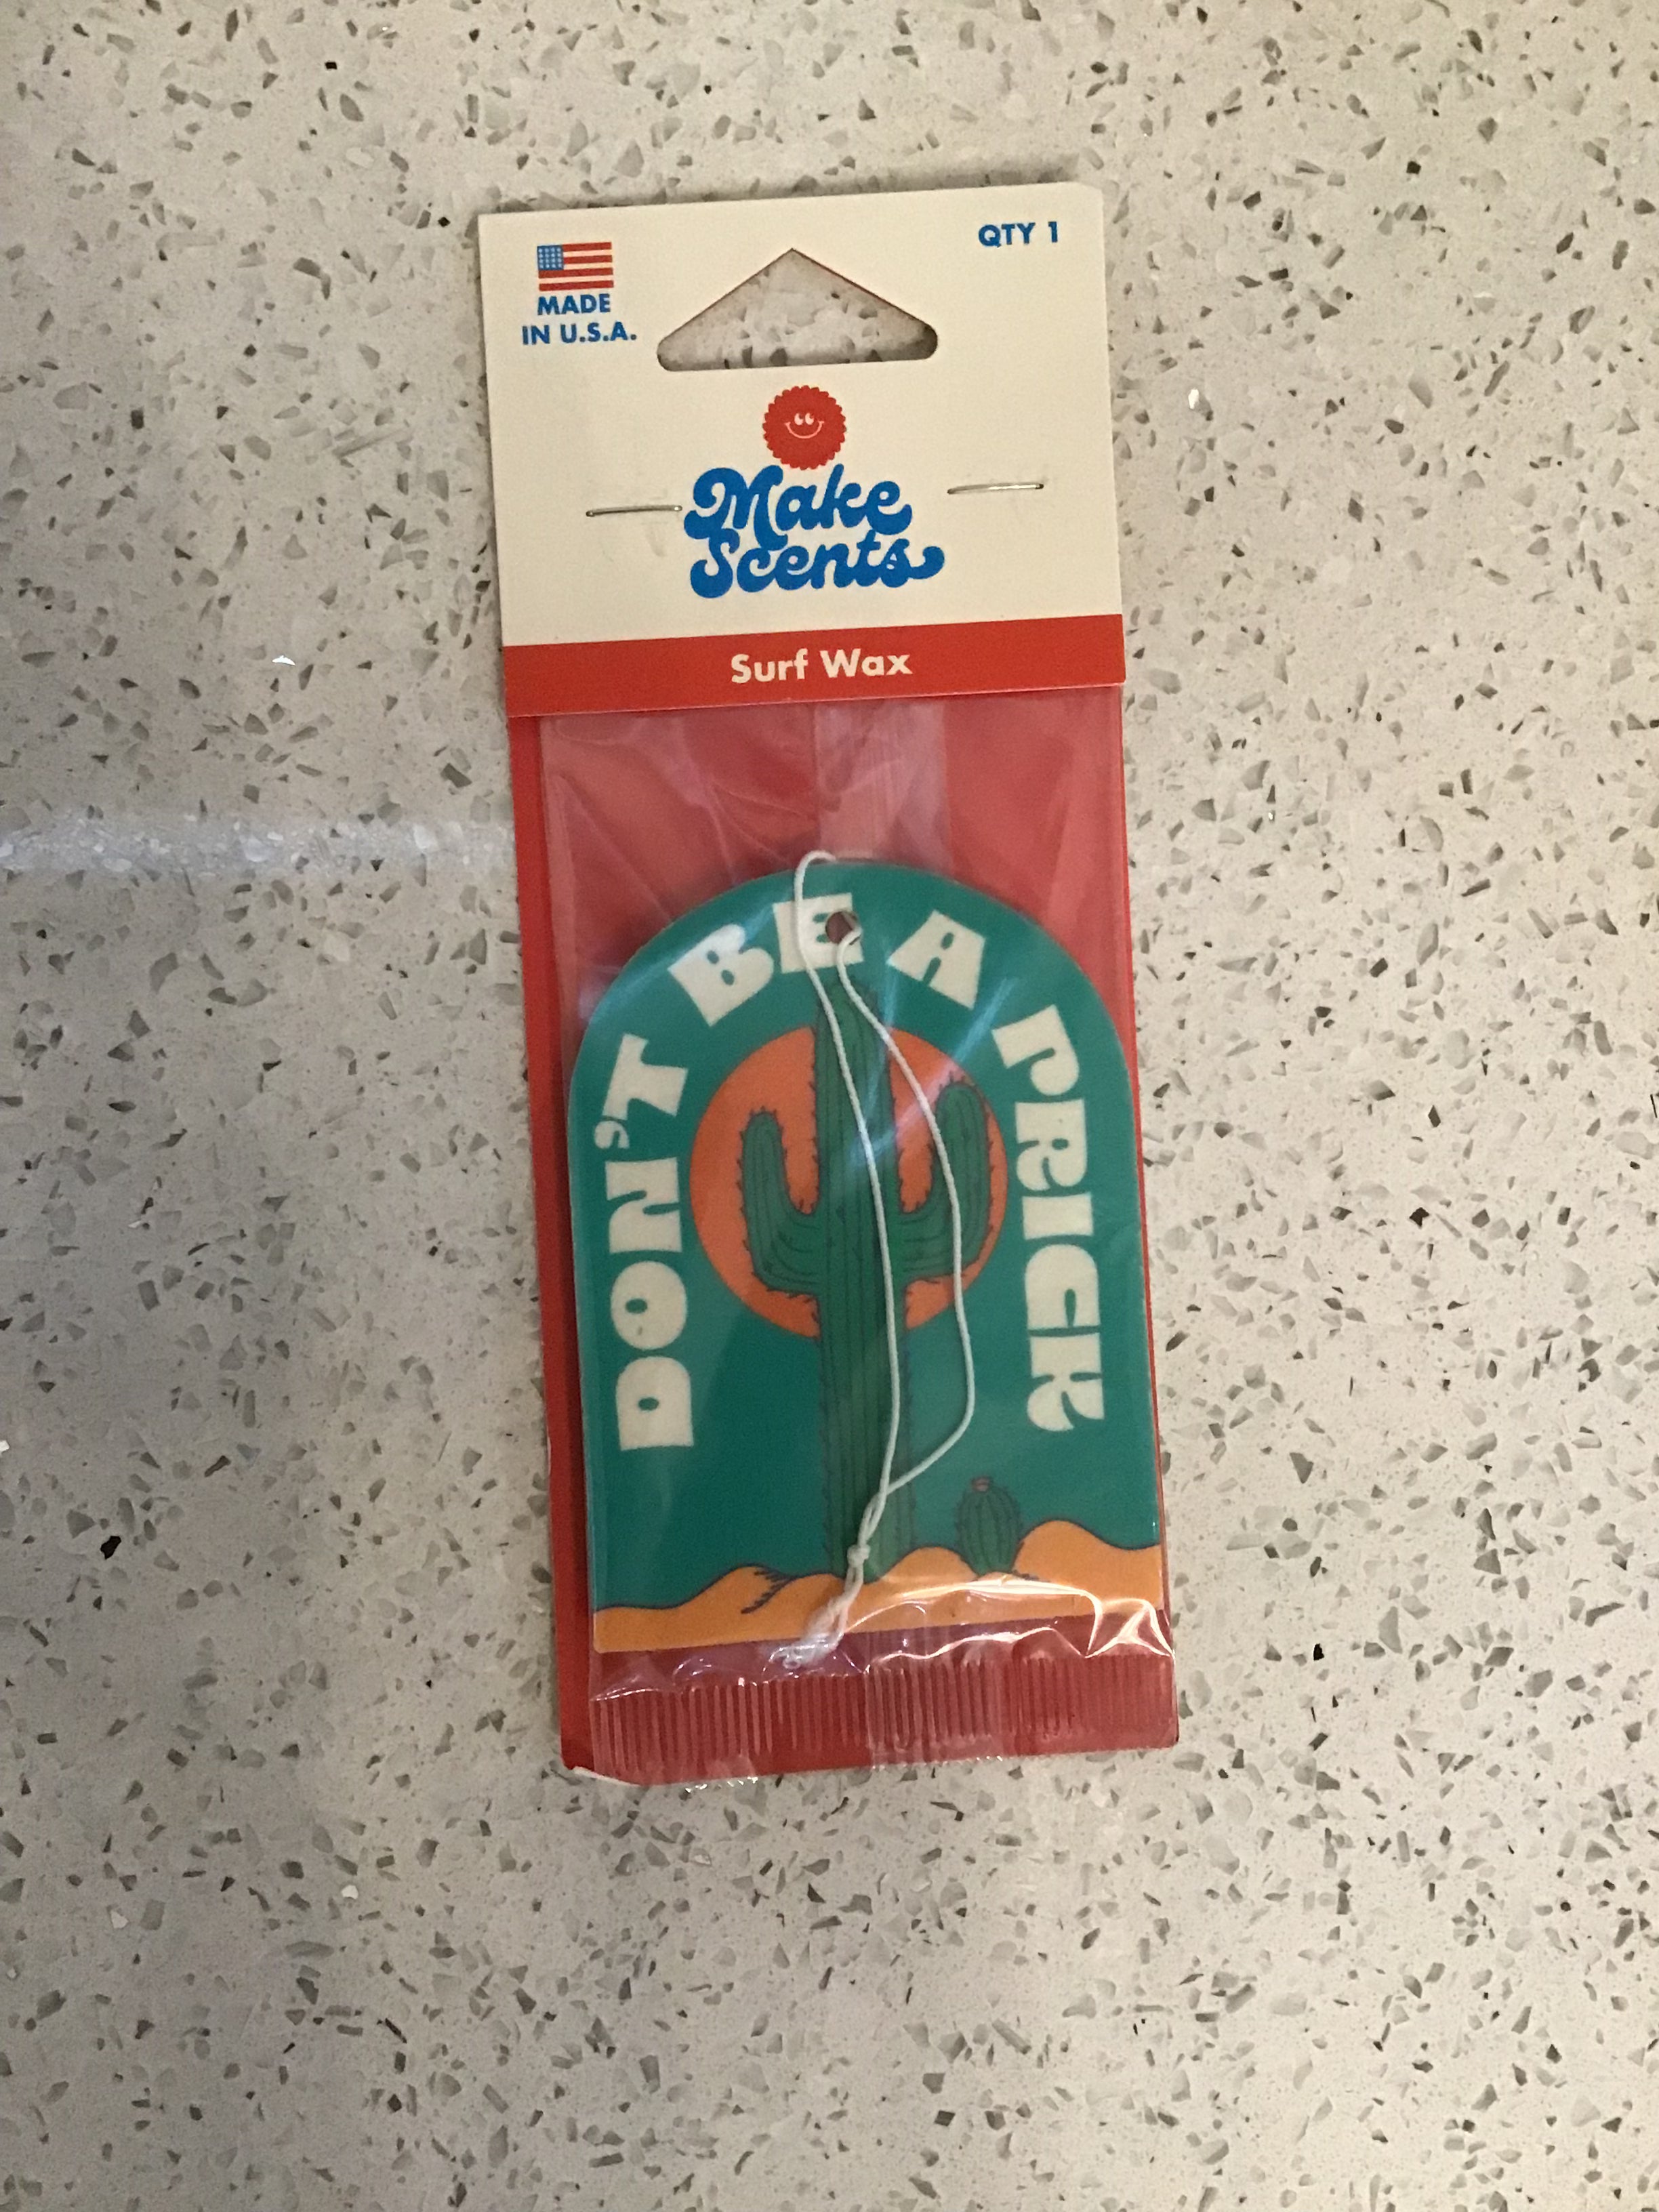 QTY 1
MADE
IN U.S.A.
Make
Scents
Surf Wax
DON'T BE A PRICK